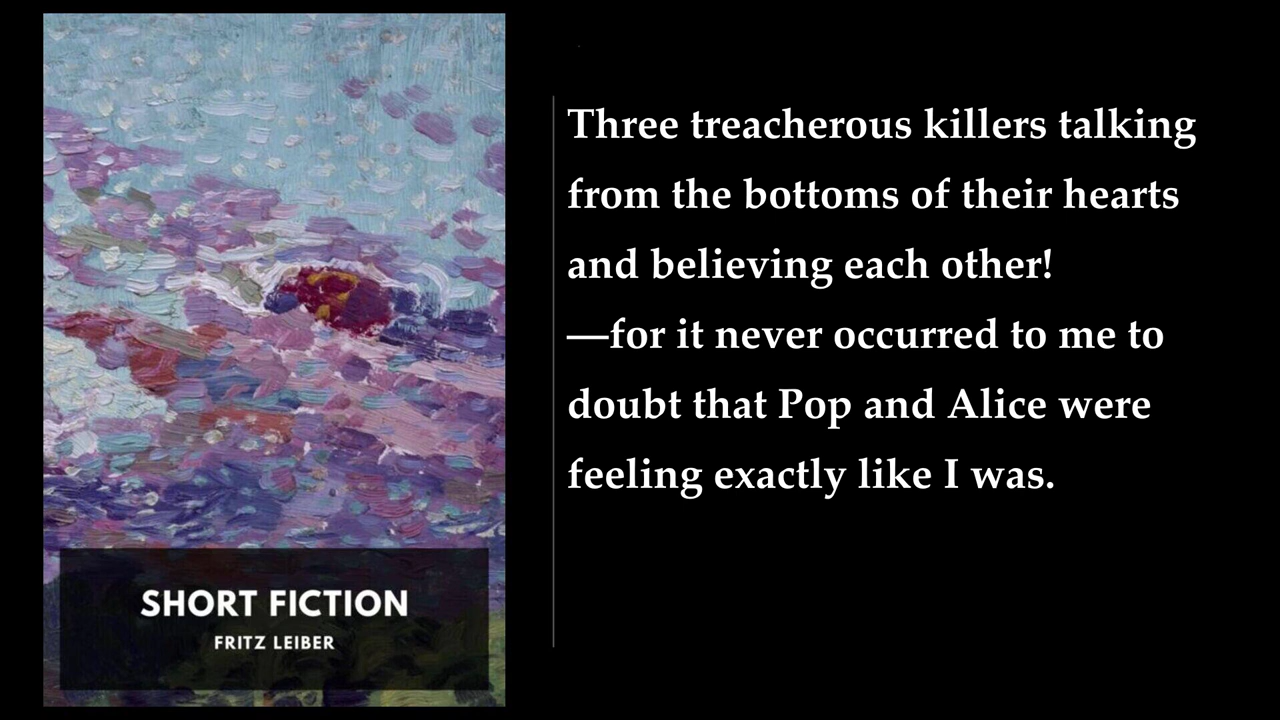 SHORT FICTION
FRITZ LEIBER
Three treacherous killers talking
from the bottoms of their hearts
and believing each other!
—for it never occurred to me to
doubt that Pop and Alice were
feeling exactly like I was.